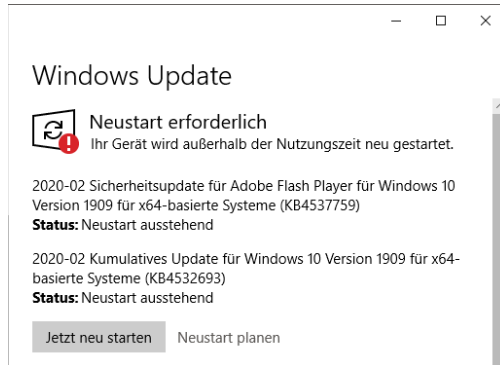 Windows Update
Neustart erforderlich
Ihr Gerät wird außerhalb der Nutzungszeit neu gestartet.
2020-02 Sicherheitsupdate für Adobe Flash Player für Windows 10
Version 1909 für x64-basierte Systeme (KB4537759)
Status: Neustart ausstehend
2020-02 Kumulatives Update für Windows 10 Version 1909 für x64-
basierte Systeme (KB4532693)
Status: Neustart ausstehend
Jetzt neu starten Neustart planen